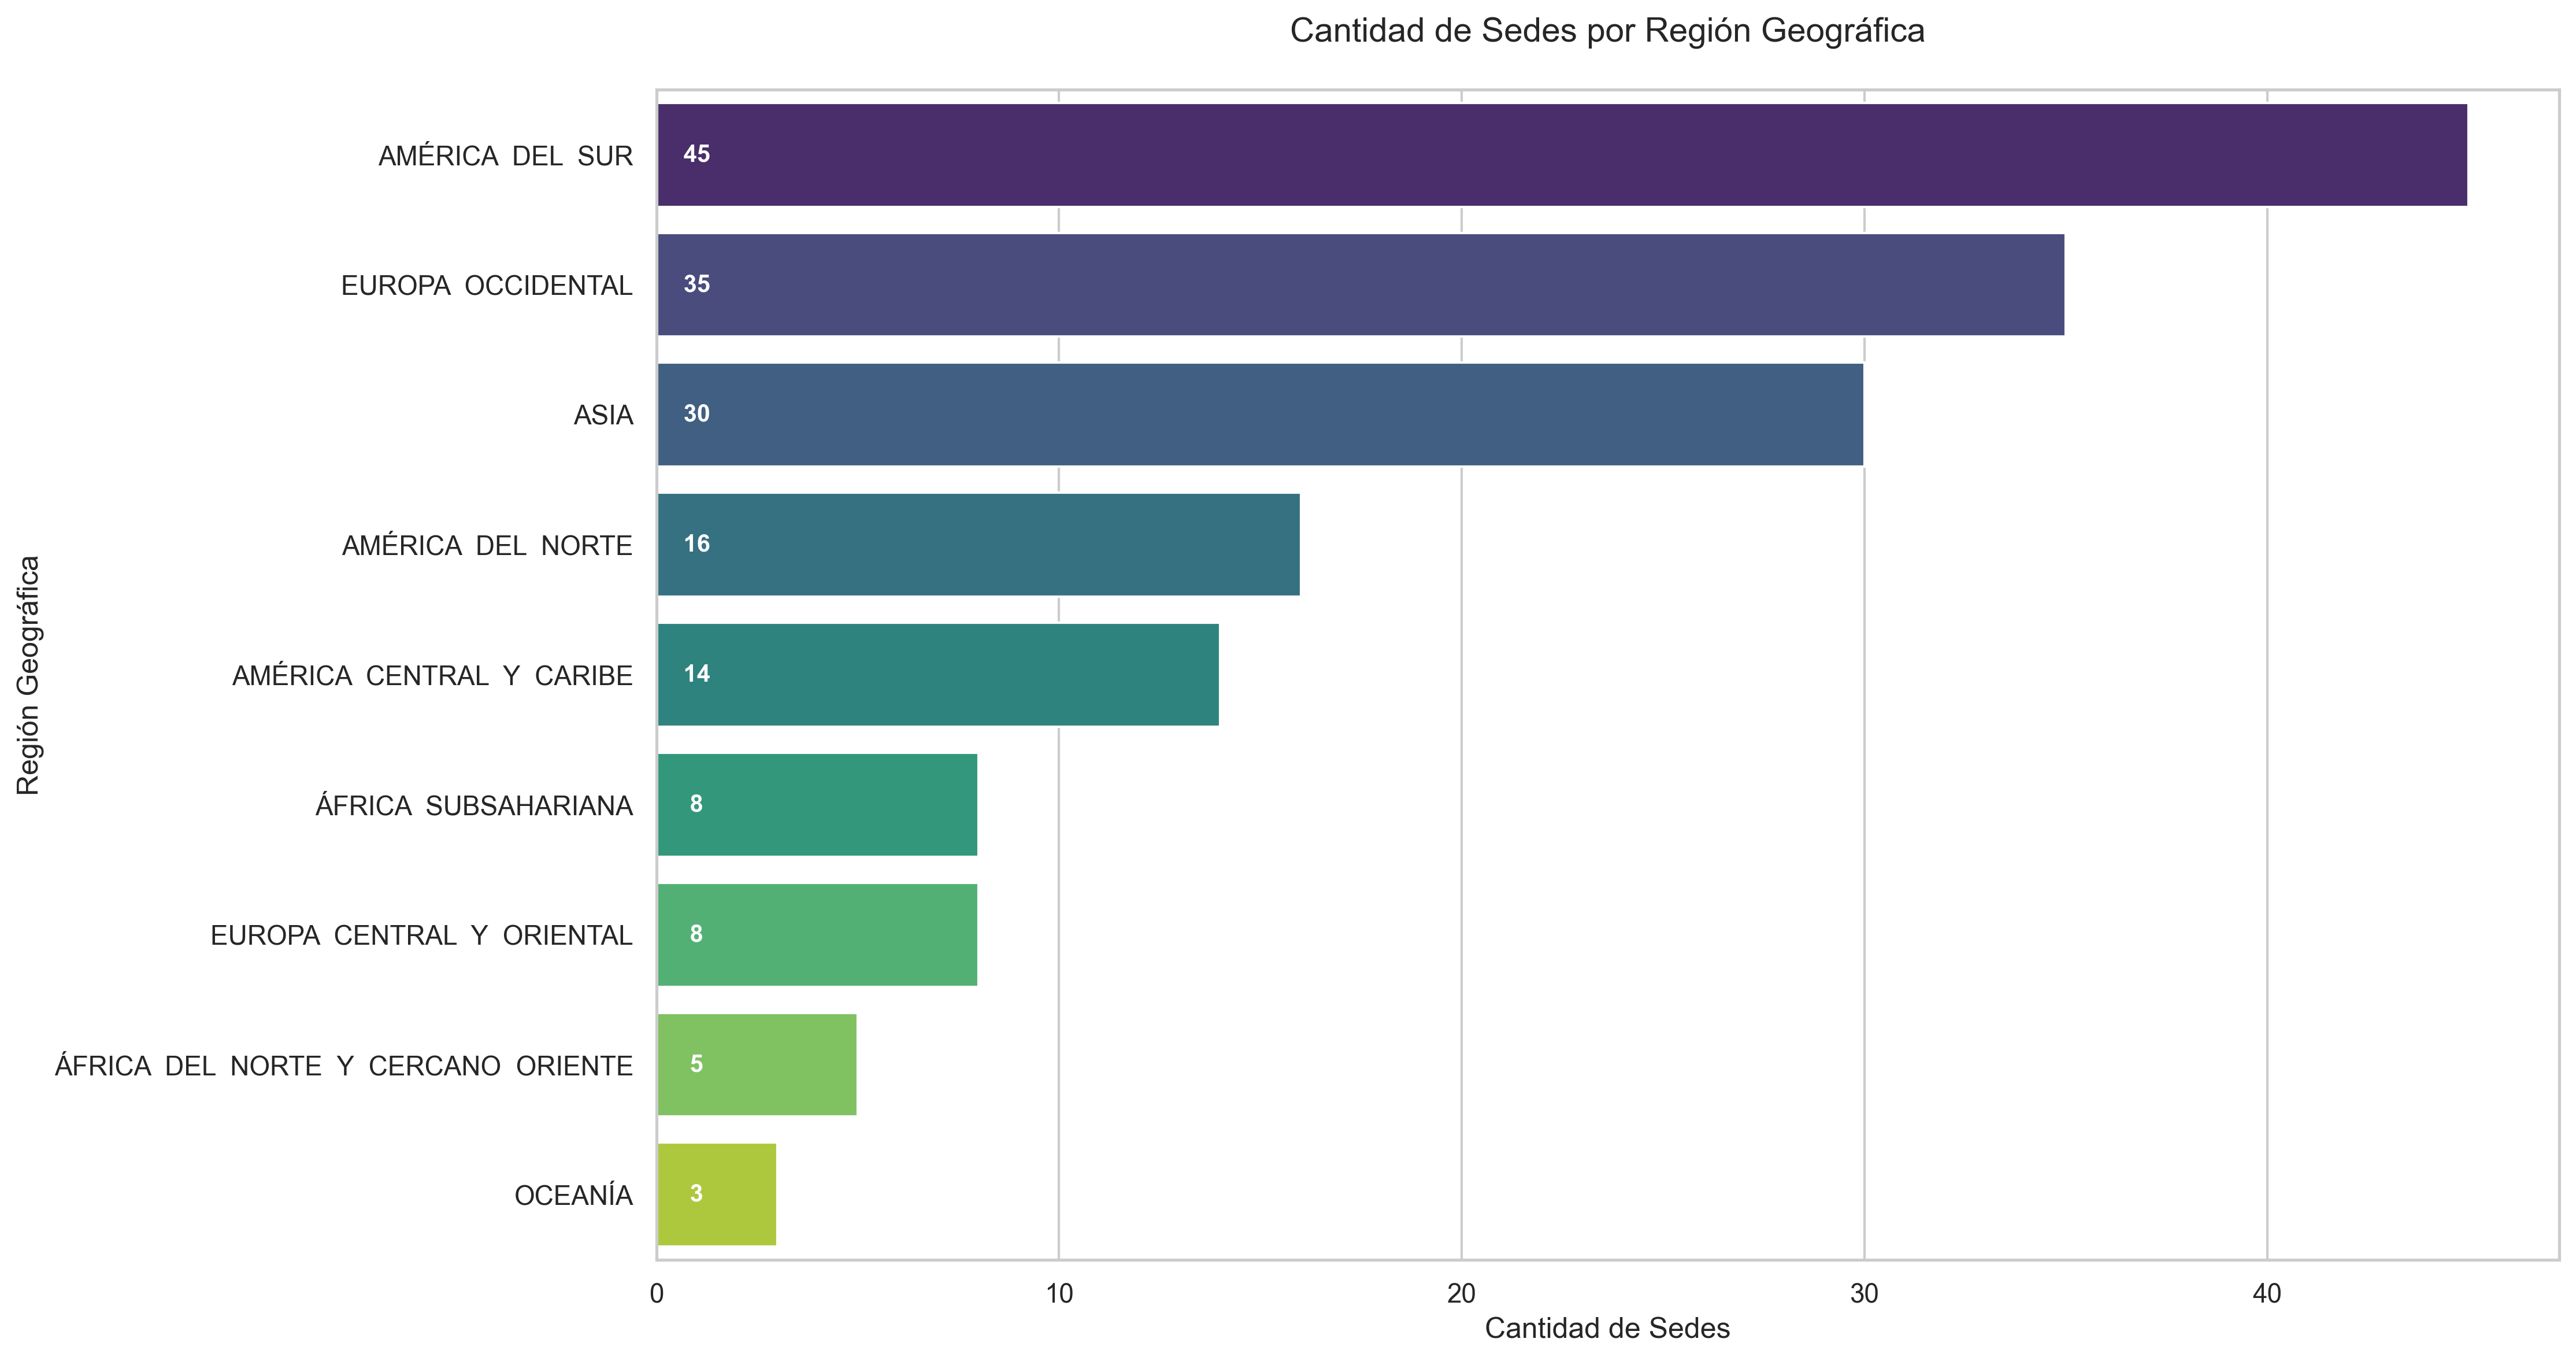 Cantidad de Sedes por Región Geográfica
Región Geográfica
AMÉRICA DEL SUR 45
EUROPA OCCIDENTAL 35
ASIA 30
AMÉRICA DEL NORTE 16
AMÉRICA CENTRAL Y CARIBE 14
ÁFRICA SUBSAHARIANA 8
EUROPA CENTRAL Y ORIENTAL 8
ÁFRICA DEL NORTE Y CERCANO ORIENTE 5
OCEANÍA 3
0 10 20 30 40
Cantidad de Sedes